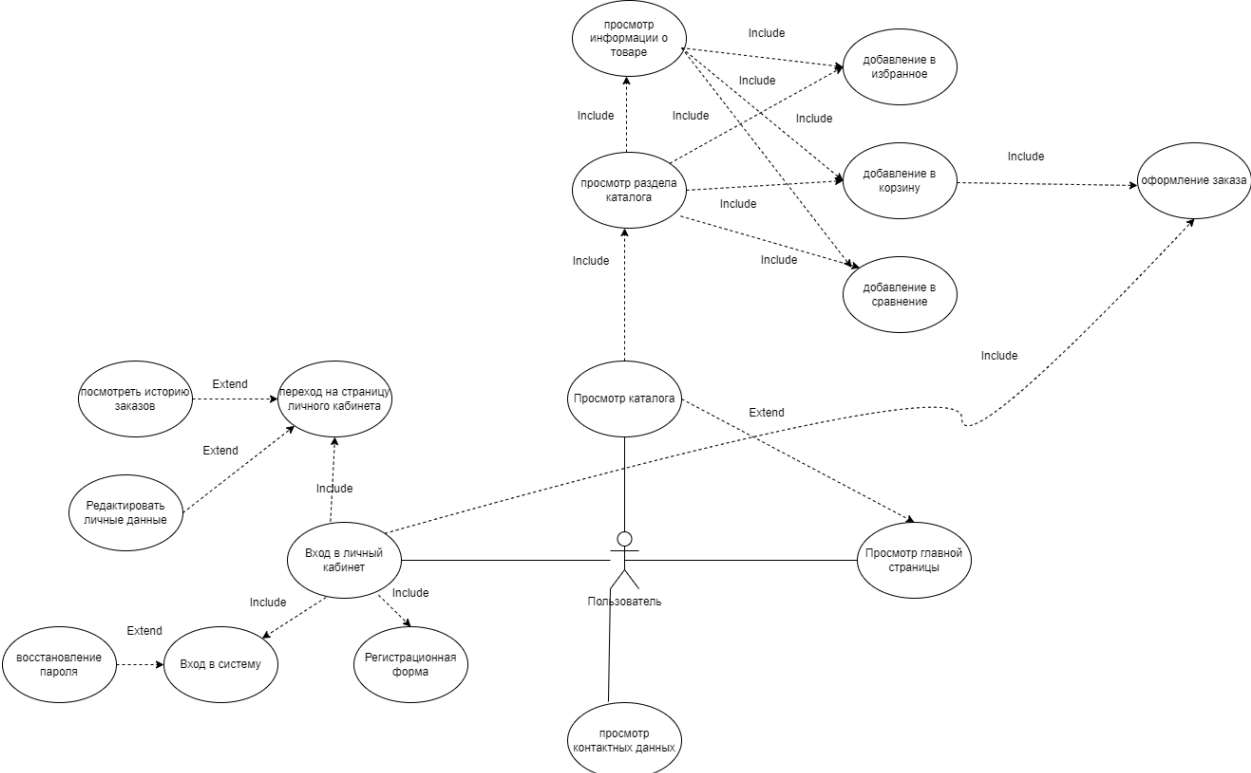 просмотр
информации о
товаре
Include
добавление в
избранное
Include
Include
Include
Include
Include
просмотр раздела
каталога
добавление в
корзину
оформление заказа
Include
Include
Include
добавление в
сравнение
Include
посмотреть историю
заказов
Extend
переход на страницу
личного кабинета
Просмотр каталога
Extend
Extend
Include
Редактировать
личные данные
Вход в личный
кабинет
Просмотр главной
страницы
Пользователь
Include
Include
восстановление
пароля
Extend
Вход в систему
Регистрационная
форма
просмотр
контактных данных